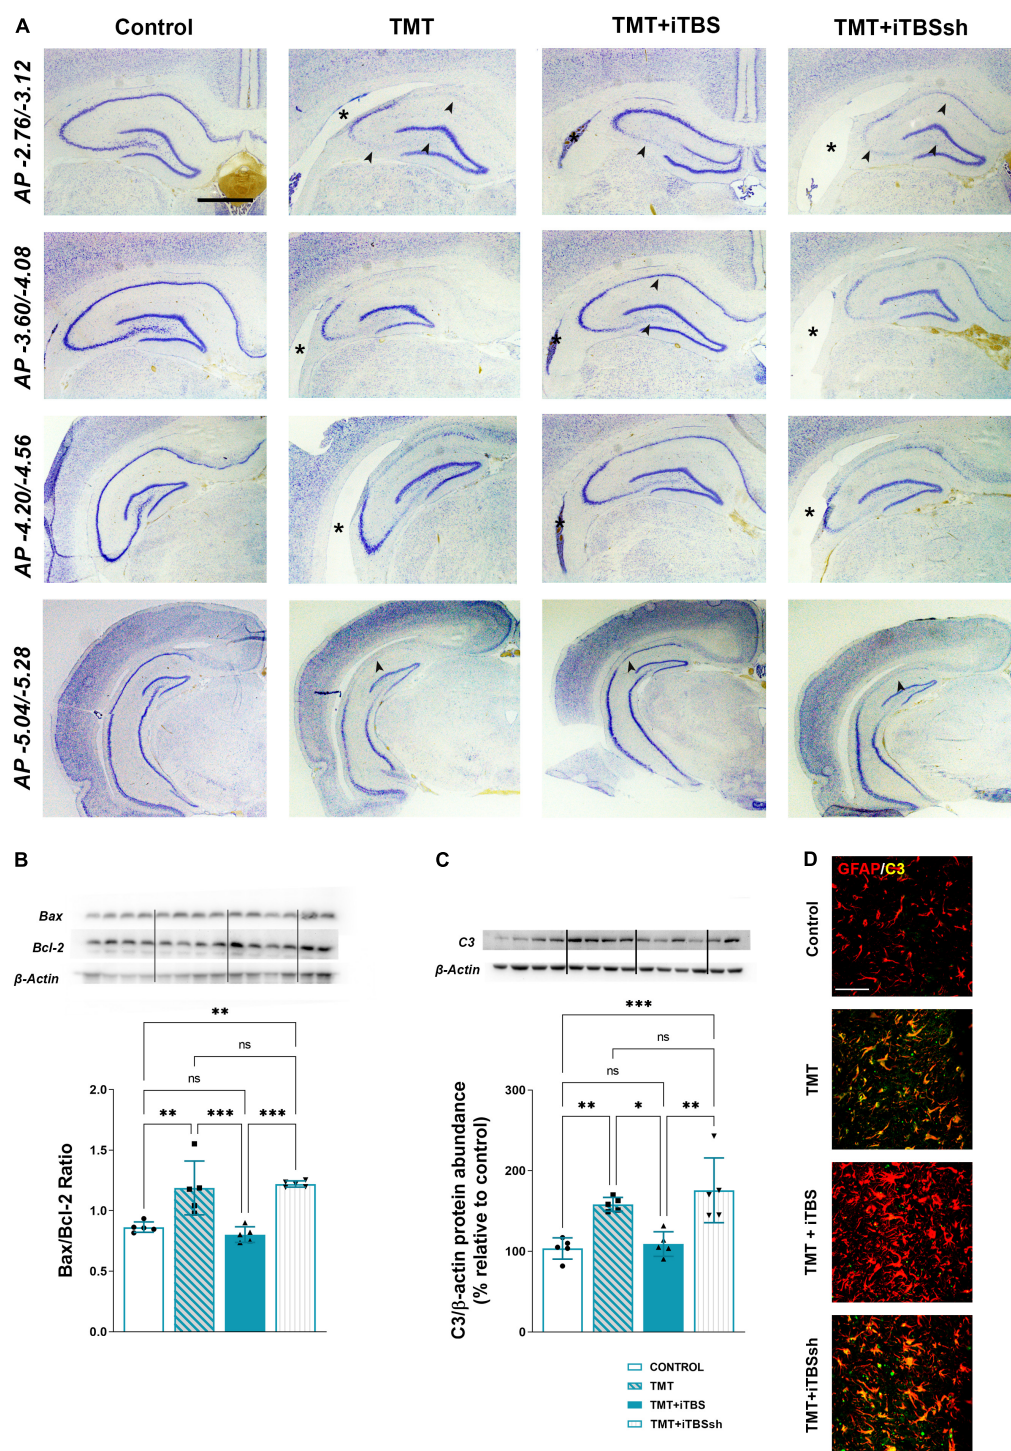 A
Control
TMT
TMT+iTBS
TMT+iTBSsh
AP -2.76/-3.12
* * * *
AP -3.60/-4.08
* * *
AP -4.20/-4.56
* * *
AP -5.04/-5.28
B
Bax
Bcl-2
β-Actin
**
ns
ns
** *** ***
Bax/Bcl-2 Ratio
2.0
1.5
1.0
0.5
0.0
C
C3
β-Actin
***
ns
ns
** * **
C3/β-actin protein abundance
(% relative to control)
300
200
100
0
CONTROL
TMT
TMT+iTBS
TMT+iTBSsh
D
GFAP/C3
Control
TMT
TMT + iTBS
TMT+iTBSsh